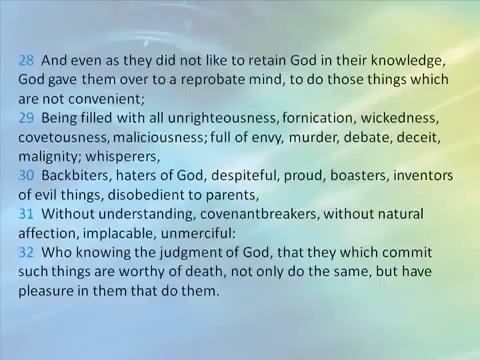 28 And even as they did not like to retain God in their knowledge,
God gave them over to a reprobate mind, to do those things which
are not convenient;
29 Being filled with all unrighteousness, fornication, wickedness,
covetousness, maliciousness; full of envy, murder, debate, deceit,
malignity; whisperers,
30 Backbiters, haters of God, despiteful, proud, boasters, inventors
of evil things, disobedient to parents,
31 Without understanding, covenantbreakers, without natural
affection, implacable, unmerciful:
32 Who knowing the judgment of God, that they which commit
such things are worthy of death, not only do the same, but have
pleasure in them that do them.